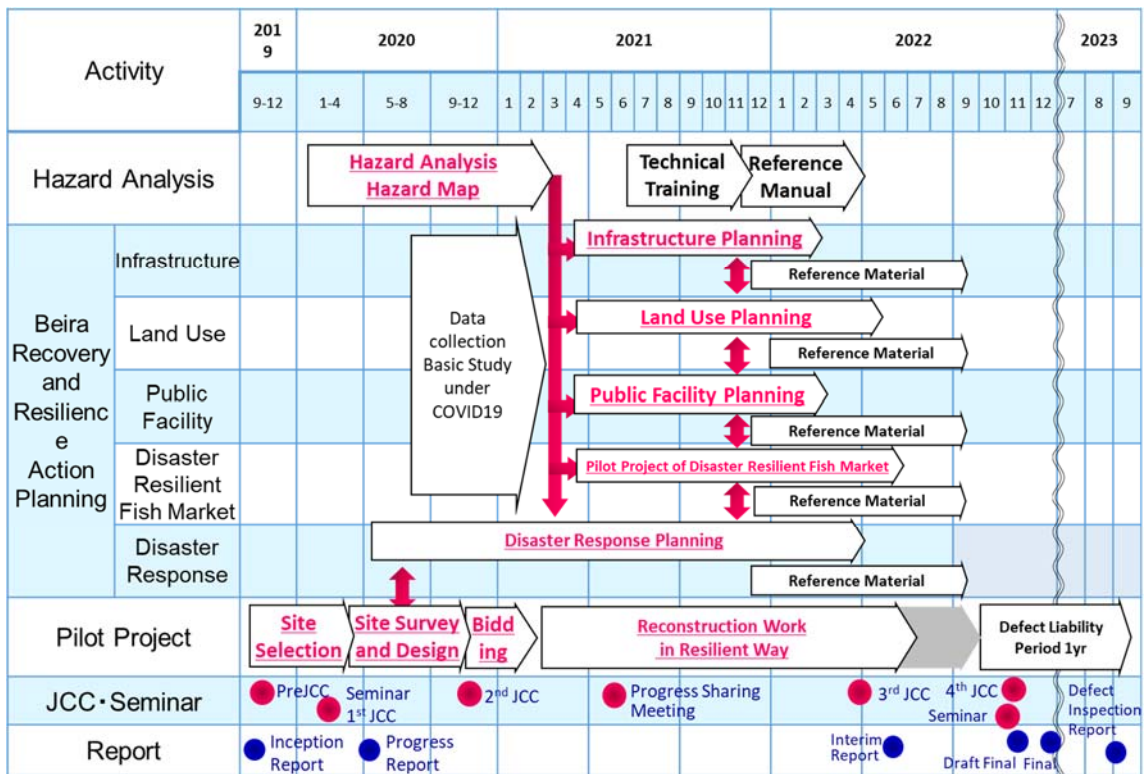 Activity
201
9
2020
2021
2022
2023
9-12
1-4
5-8
9-12
1
2
3
4
5
6
7
8
9
10
11
12
1
2
3
4
5
6
7
8
9
10
11
12
7
8
9
Hazard Analysis
Hazard Analysis
Hazard Map
Technical
Training
Reference
Manual
Beira
Recovery
and
Resilienc
e
Action
Planning
Infrastructure
Infrastructure Planning
Reference Material
Data
collection
Basic Study
under
COVID19
Land Use
Land Use Planning
Reference Material
Public
Facility
Public Facility Planning
Reference Material
Disaster
Resilient
Fish Market
Pilot Project of Disaster Resilient Fish Market
Reference Material
Disaster
Response
Disaster Response Planning
Reference Material
Pilot Project
Site
Selection
Site Survey
and Design
Bidd
ing
Reconstruction Work
in Resilient Way
Defect Liability
Period 1yr
JCC・Seminar
PreJCC
Seminar
1st JCC
2nd JCC
Progress Sharing
Meeting
3rd JCC
4th JCC
Seminar
Defect
Inspection
Report
Report
Inception
Report
Progress
Report
Interim
Report
Draft Final
Final